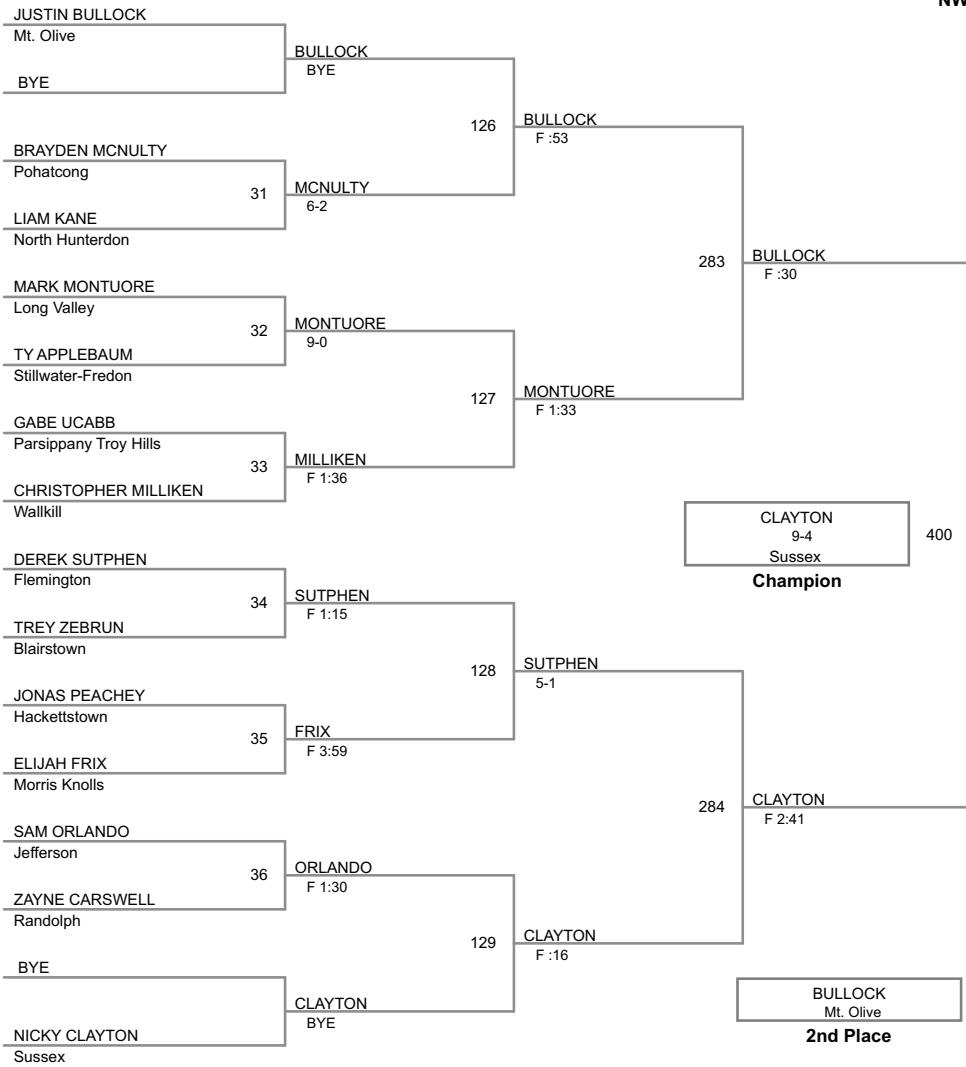 NW
JUSTIN BULLOCK
Mt. Olive
BYE
BRAYDEN MCNULTY
Pohatcong
31
LIAM KANE
North Hunterdon
MARK MONTUORE
Long Valley
32
TY APPLEBAUM
Stillwater-Fredon
GABE UCABB
Parsippany Troy Hills
33
CHRISTOPHER MILLIKEN
Wallkill
DEREK SUTPHEN
Flemington
34
TREY ZEBRUN
Blairstown
JONAS PEACHEY
Hackettstown
35
ELIJAH FRIX
Morris Knolls
SAM ORLANDO
Jefferson
36
ZAYNE CARSWELL
Randolph
BYE
NICKY CLAYTON
Sussex
BULLOCK
BYE
126
MCNULTY
6-2
MONTUORE
9-0
127
MILLIKEN
F 1:36
SUTPHEN
F 1:15
128
FRIX
F 3:59
ORLANDO
F 1:30
129
CLAYTON
BYE
BULLOCK
F :53
283
MONTUORE
F 1:33
SUTPHEN
5-1
284
CLAYTON
F :16
BULLOCK
F :30
CLAYTON
F 2:41
CLAYTON
9-4
Sussex
400
Champion
BULLOCK
Mt. Olive
2nd Place